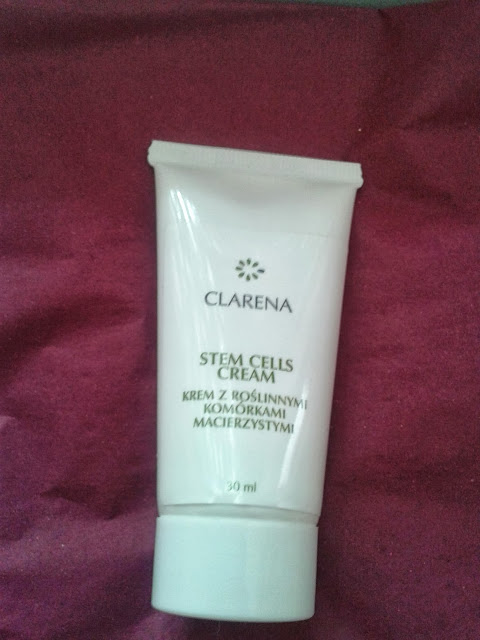 CLARENA
STEM CELLS
CREAM
KREM Z ROŚLINNYMI
KOMÓRKAMI
MACIERZYSTYMI
30 ml